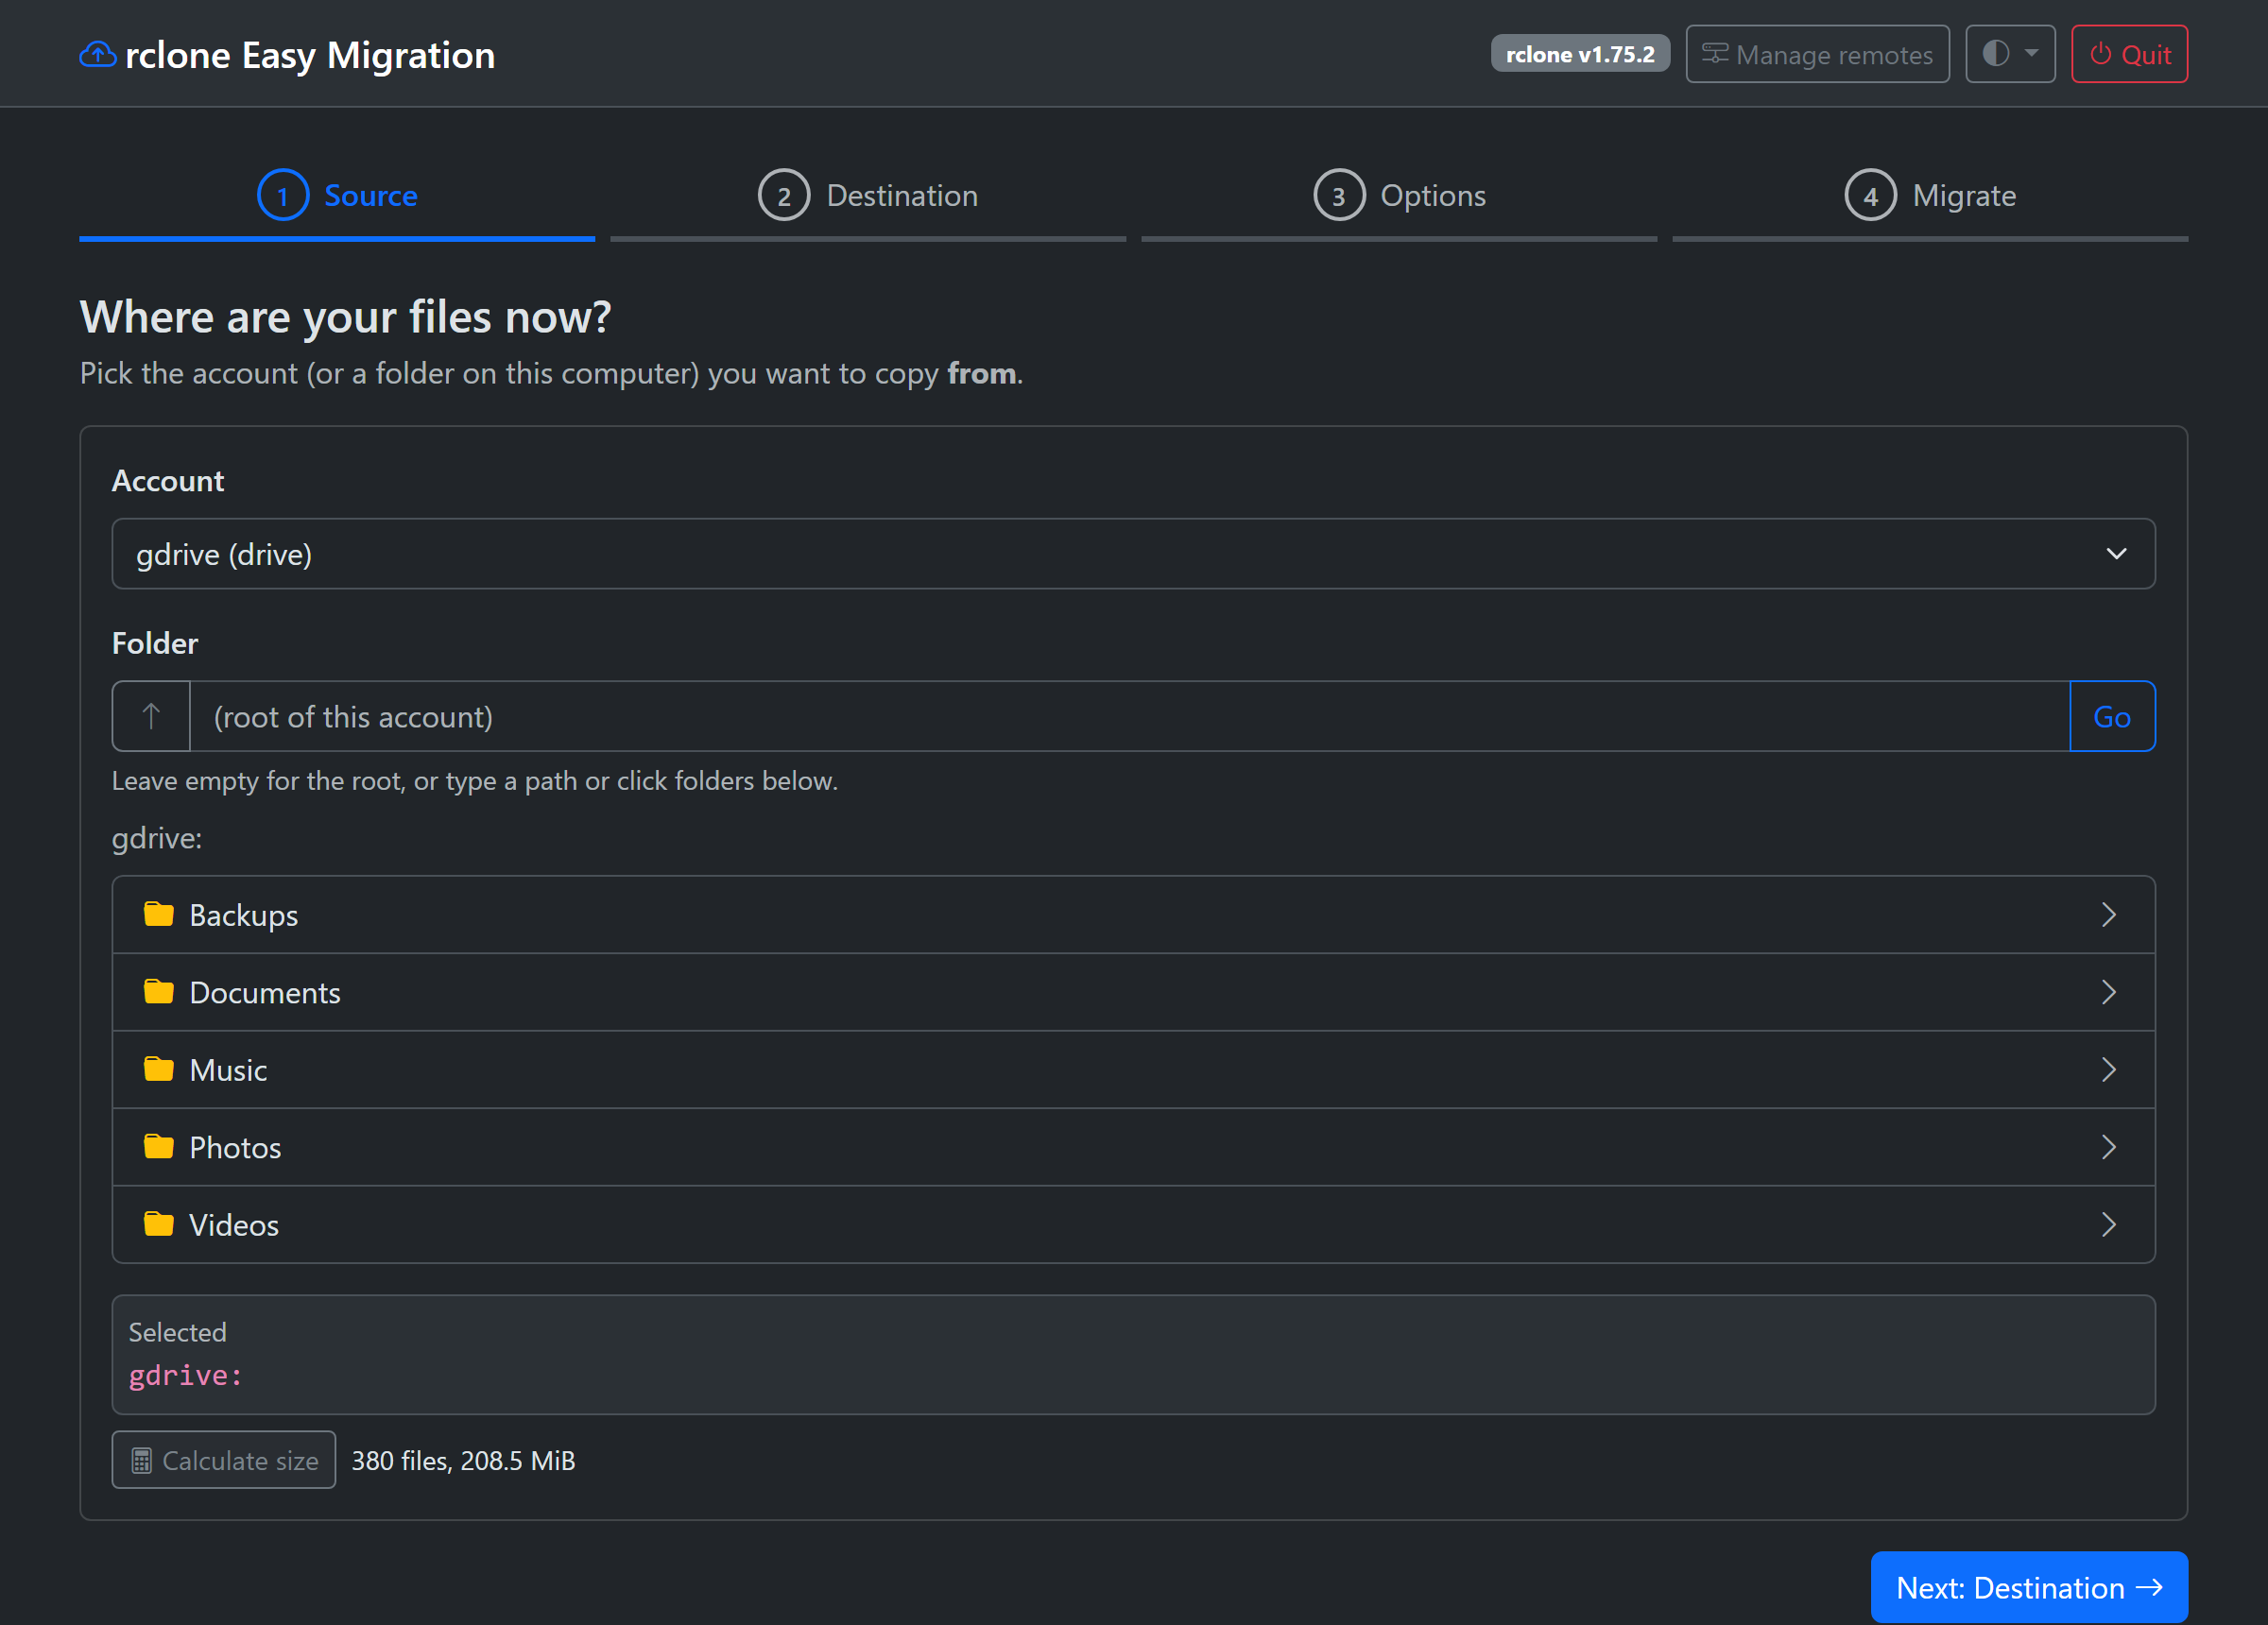 rclone Easy Migration
rclone v1.75.2
Manage remotes
Quit
1 Source
2 Destination
3 Options
4 Migrate
Where are your files now?
Pick the account (or a folder on this computer) you want to copy from.
Account
gdrive (drive)
Folder
(root of this account)
Go
Leave empty for the root, or type a path or click folders below.
gdrive:
Backups
Documents
Music
Photos
Videos
Selected
gdrive:
Calculate size
380 files, 208.5 MiB
Next: Destination →